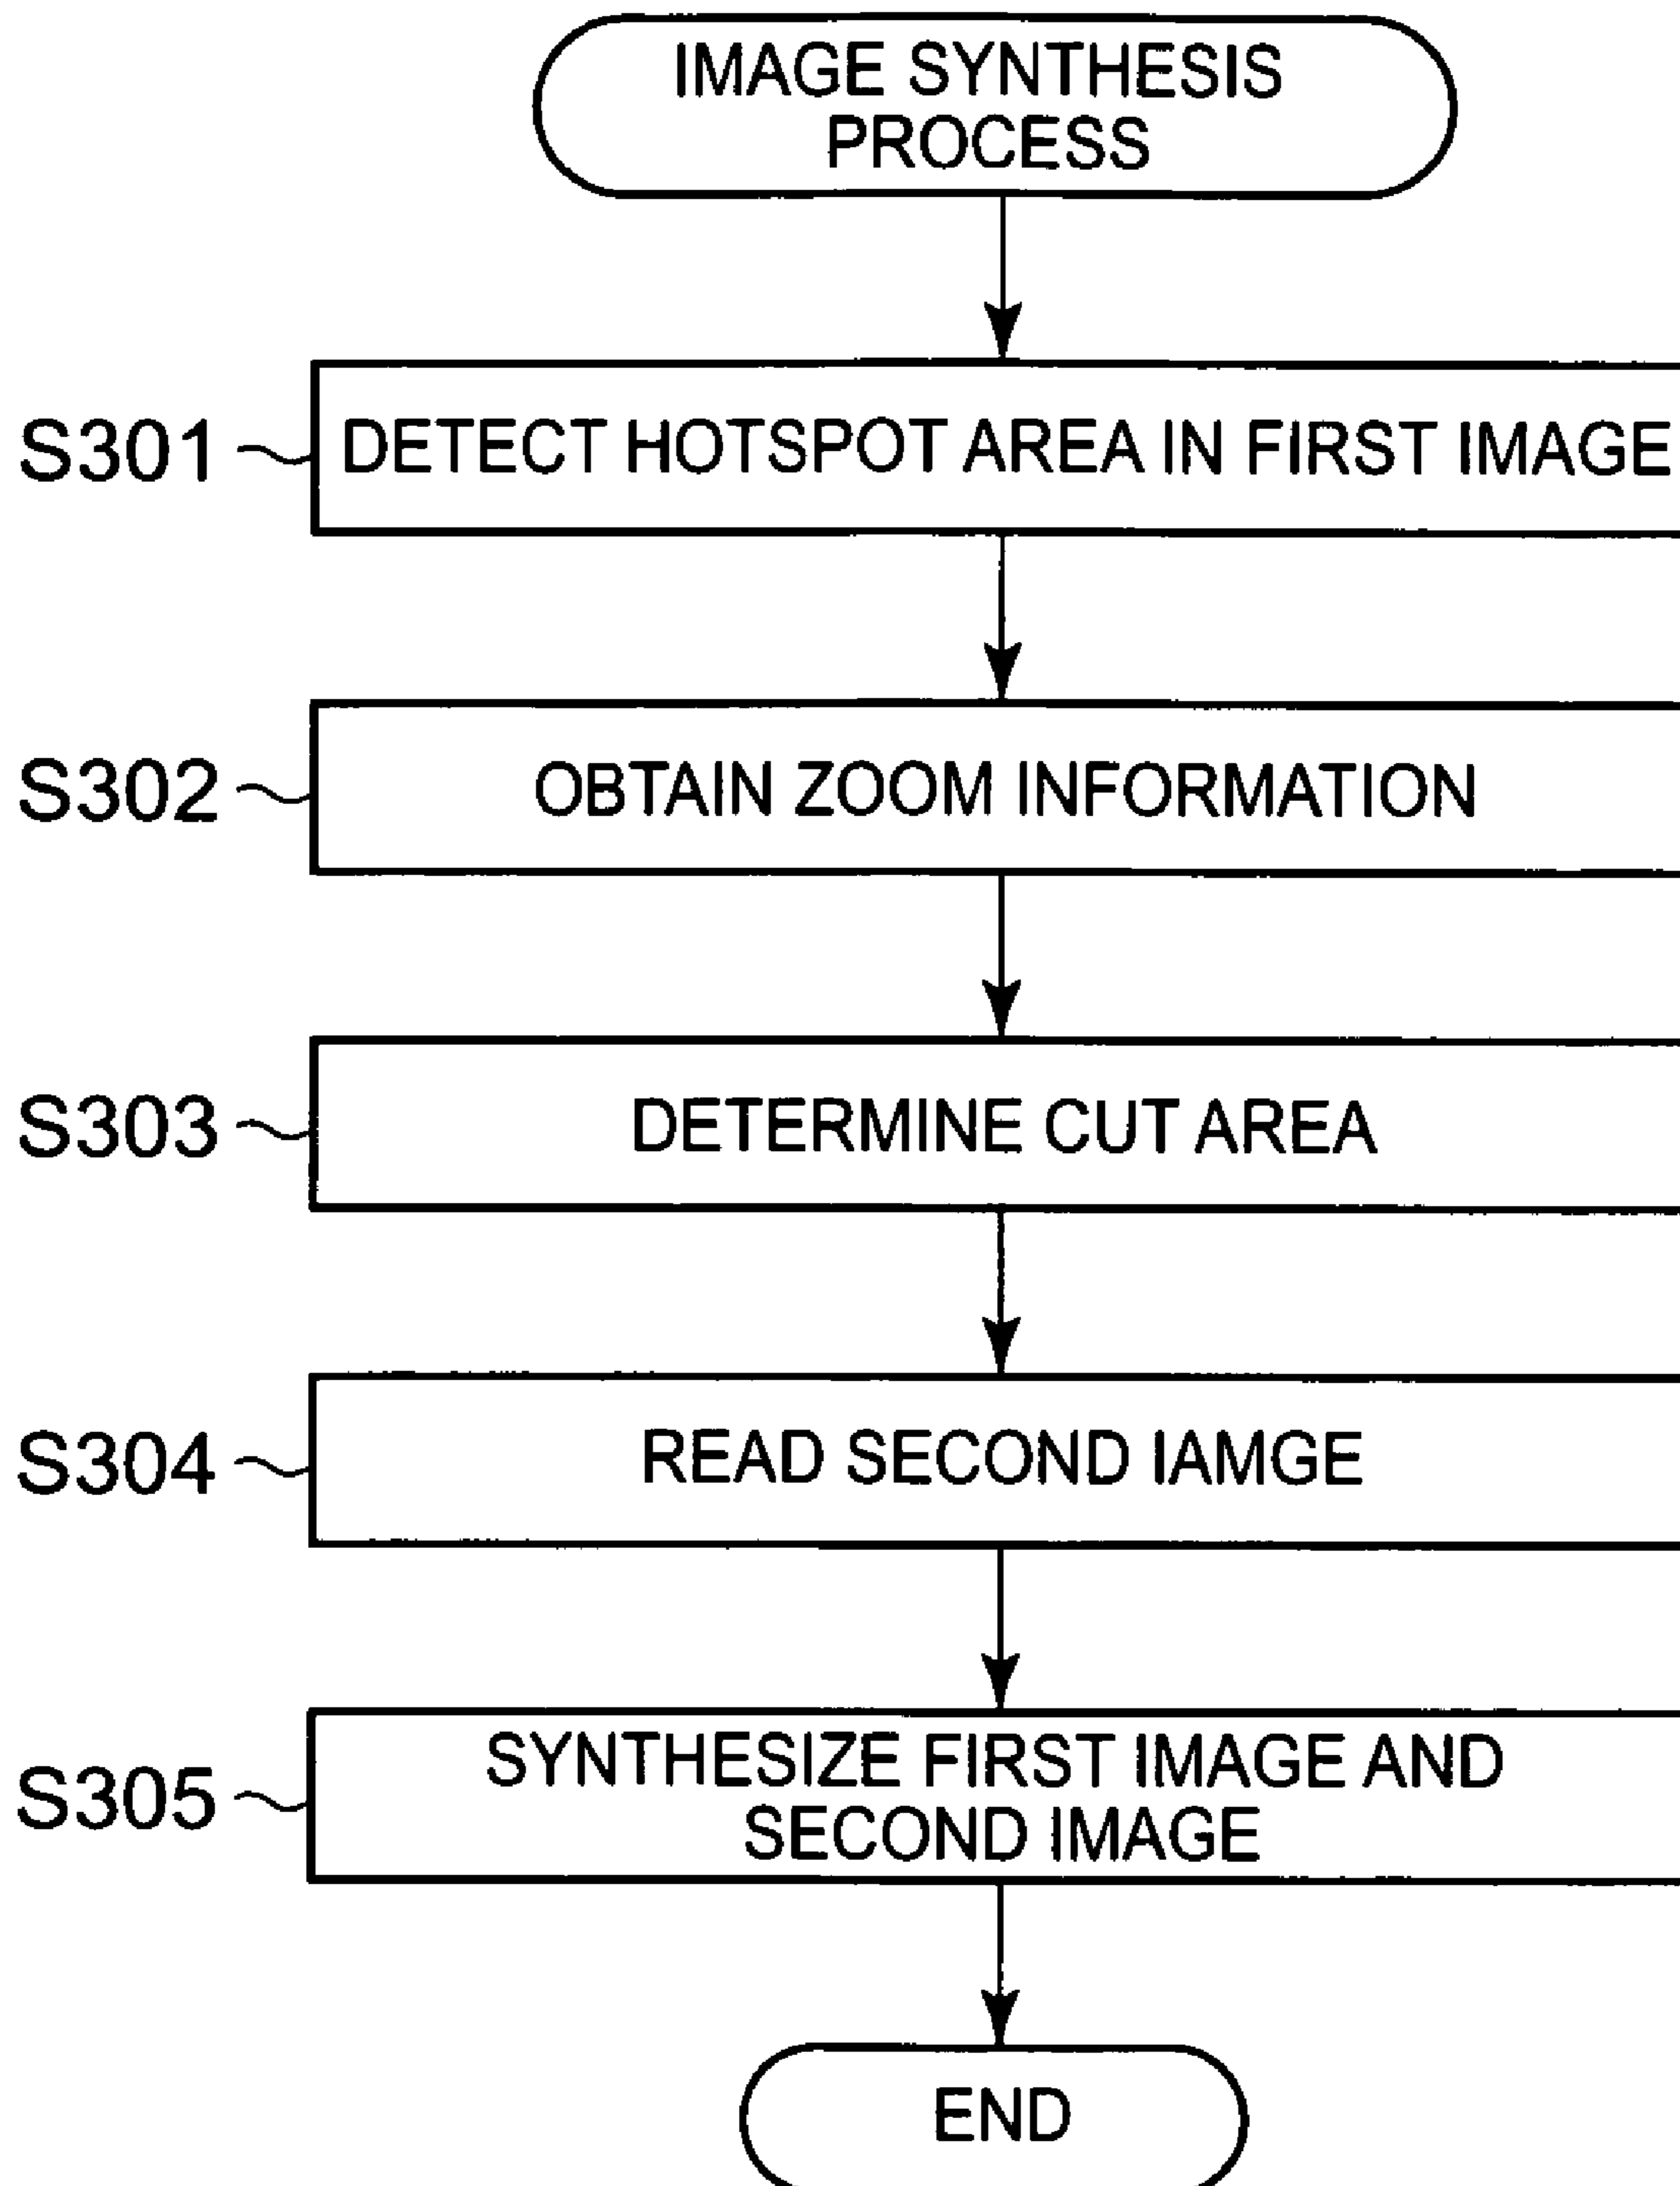 IMAGE SYNTHESIS
PROCESS
S301
DETECT HOTSPOT AREA IN FIRST IMAGE
S302
OBTAIN ZOOM INFORMATION
S303
DETERMINE CUT AREA
S304
READ SECOND IAMGE
S305
SYNTHESIZE FIRST IMAGE AND
SECOND IMAGE
END